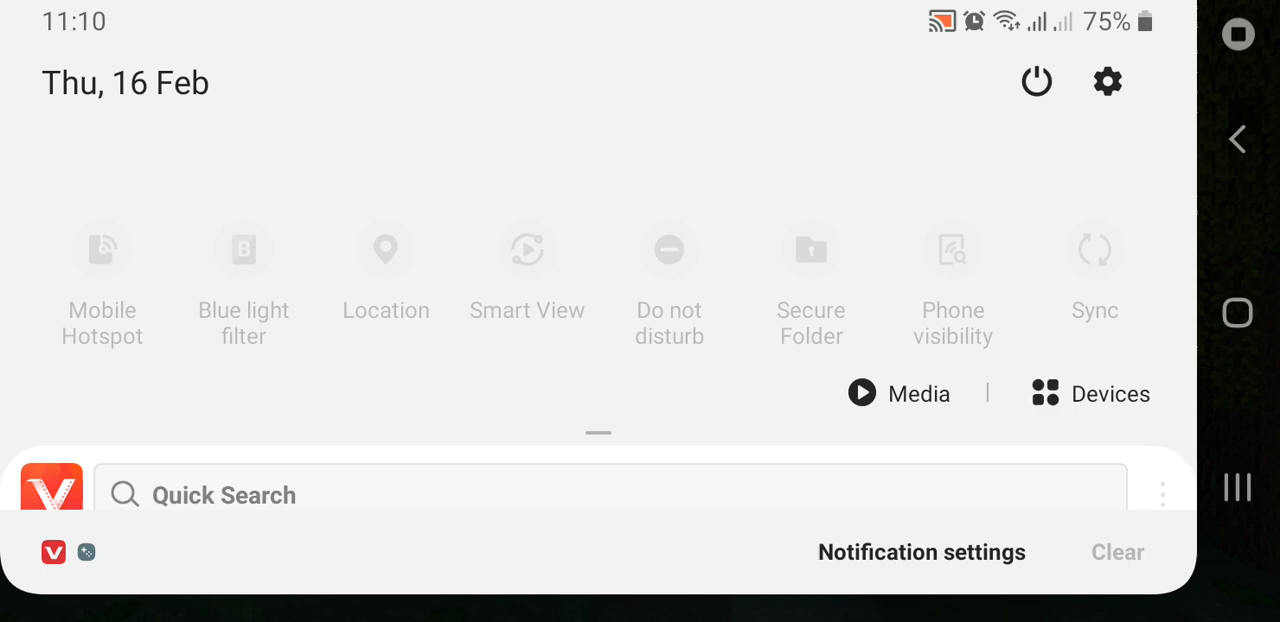 11:10
75%
Thu, 16 Feb
Mobile
Hotspot
Blue light
filter
Location
Smart View
Do not
disturb
Secure
Folder
Phone
visibility
Sync
Media
Devices
Quick Search
Notification settings
Clear